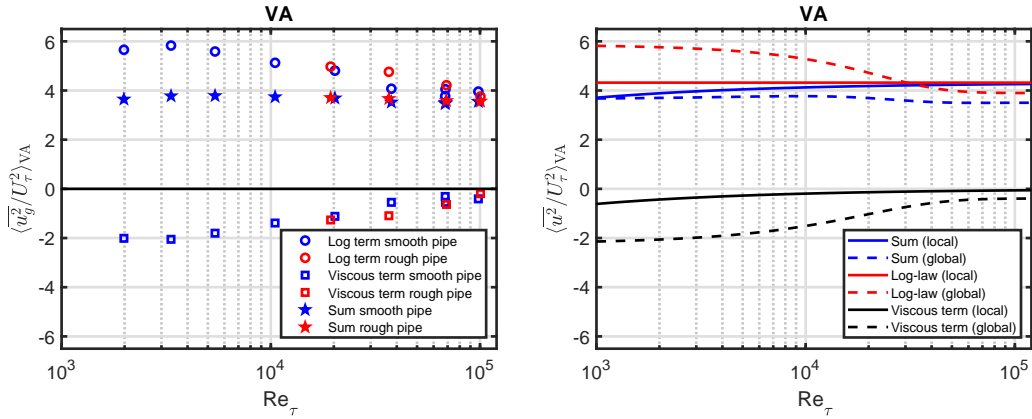 VA
6
4
2
0
-2
-4
-6
10^3
10^4
10^5
Re_τ
⟨\overline{u_g^2}/U_τ^2⟩_VA
Log term smooth pipe
Log term rough pipe
Viscous term smooth pipe
Viscous term rough pipe
Sum smooth pipe
Sum rough pipe
VA
6
4
2
0
-2
-4
-6
10^3
10^4
10^5
Re_τ
⟨\overline{u^2}/U_τ^2⟩_VA
Sum (local)
Sum (global)
Log-law (local)
Log-law (global)
Viscous term (local)
Viscous term (global)